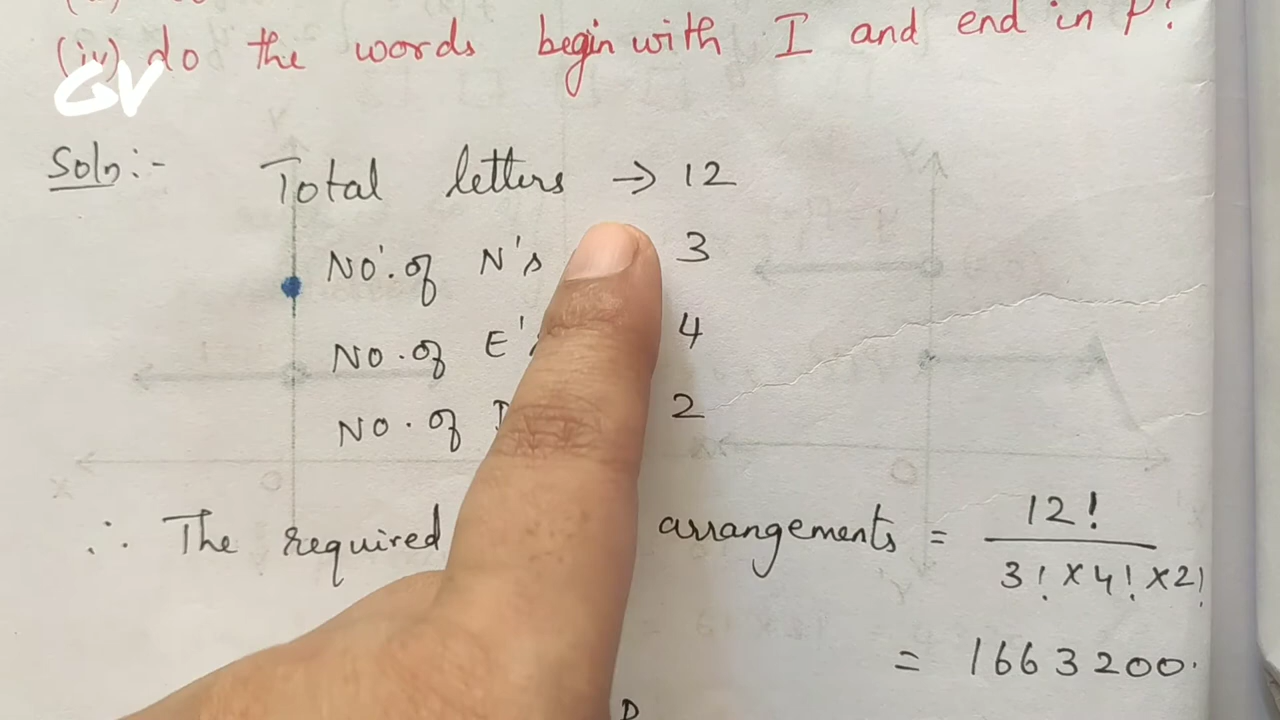 (iv) do the words begin with I and end in P?
GV
Soln:- Total letters → 12
No. of N's 3
No. of E's 4
No. of D 2
∴ The required arrangements = 12! / 3! × 4! × 2!
= 1663200.